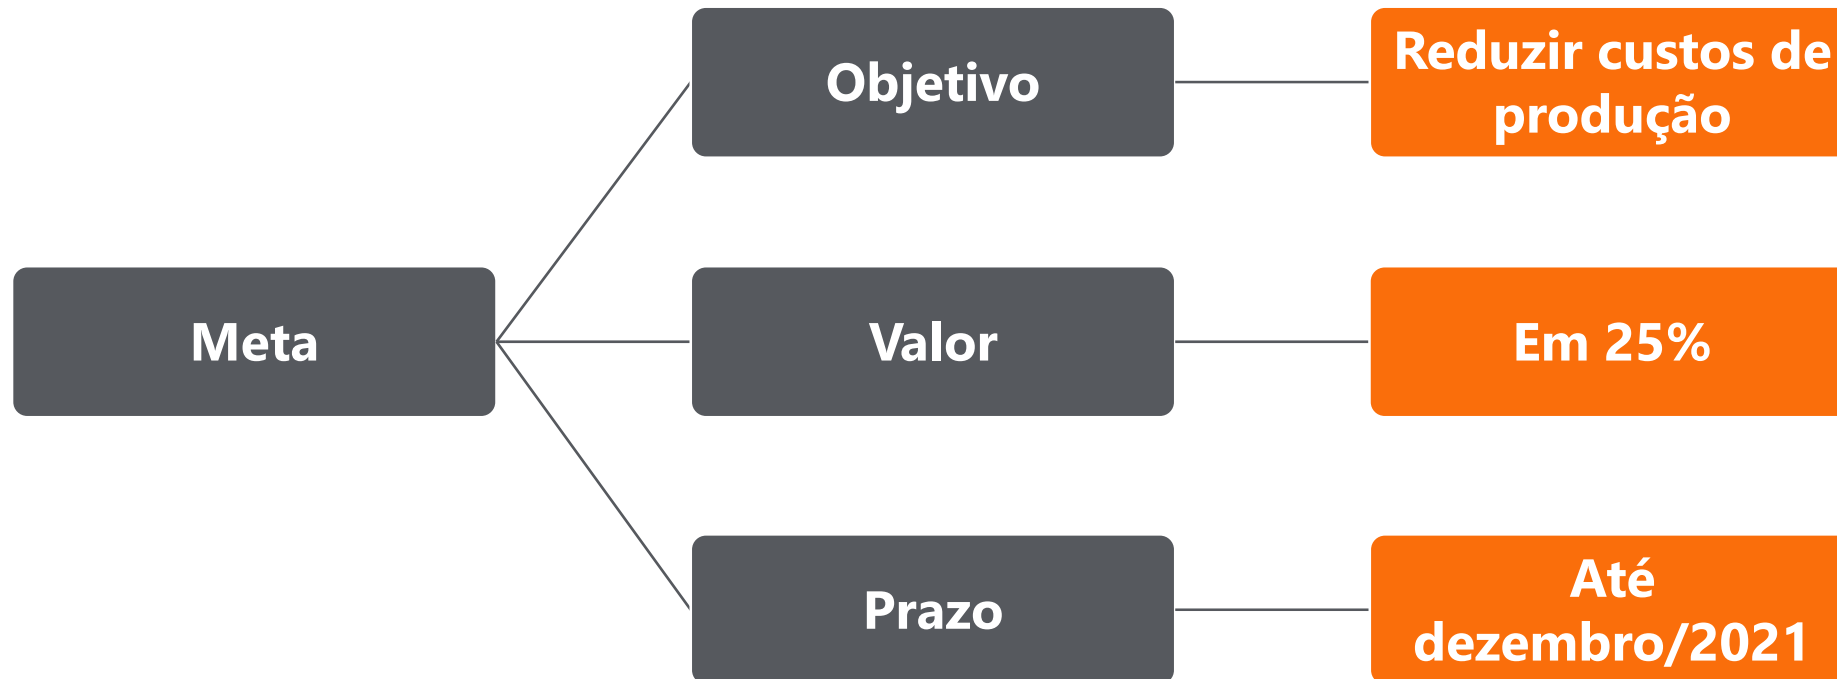 Objetivo
Reduzir custos de
produção
Meta
Valor
Em 25%
Prazo
Até
dezembro/2021